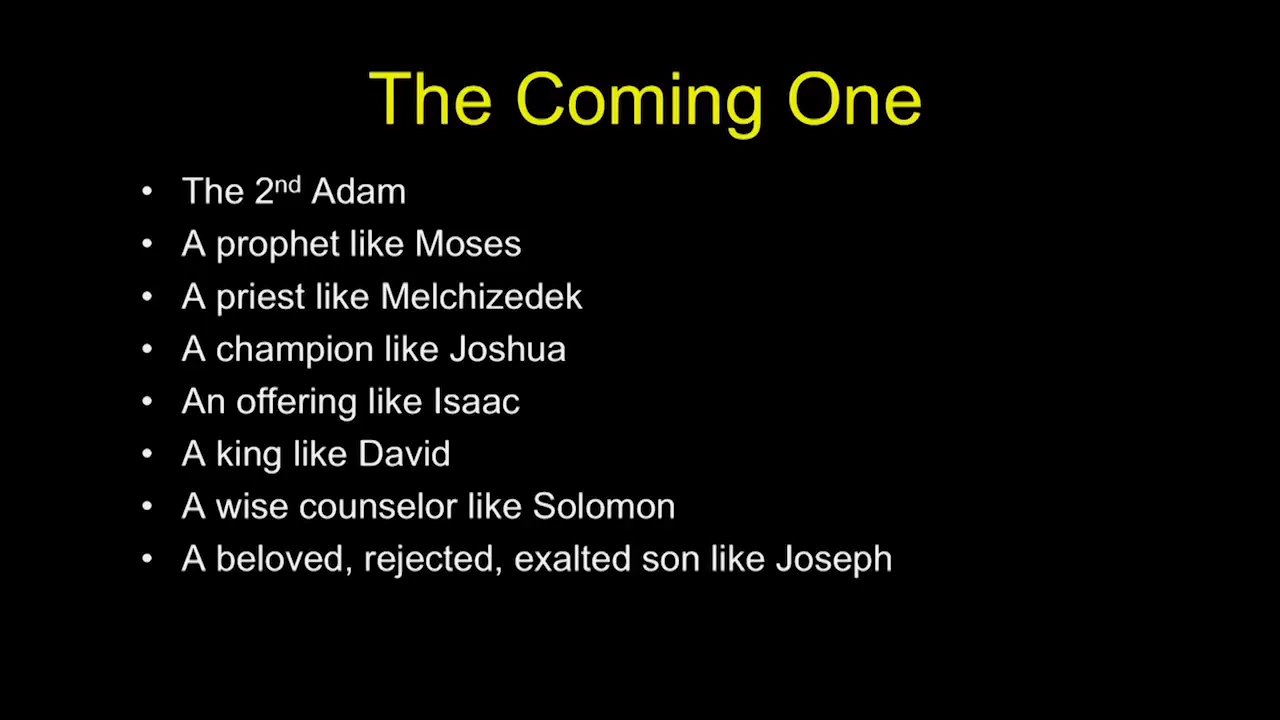 The Coming One
• The 2nd Adam
• A prophet like Moses
• A priest like Melchizedek
• A champion like Joshua
• An offering like Isaac
• A king like David
• A wise counselor like Solomon
• A beloved, rejected, exalted son like Joseph